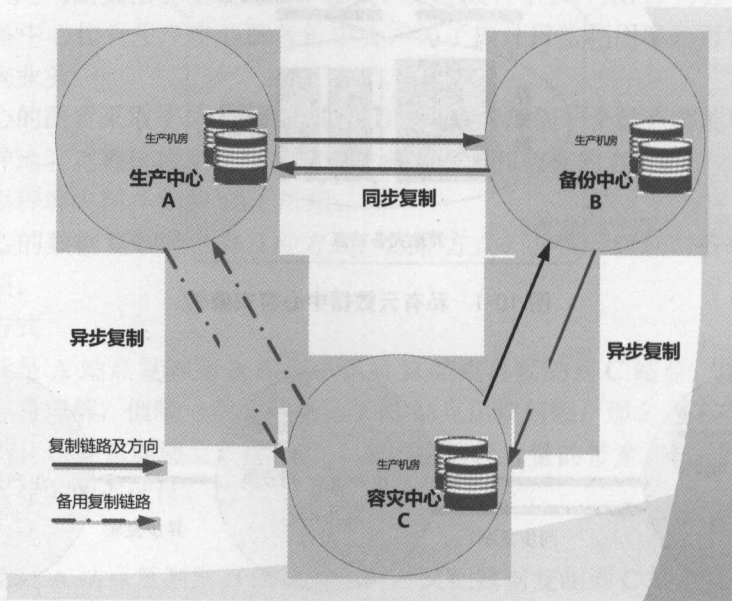 生产机房
生产中心
A
生产机房
备份中心
B
同步复制
异步复制
异步复制
复制链路及方向
备用复制链路
生产机房
容灾中心
C